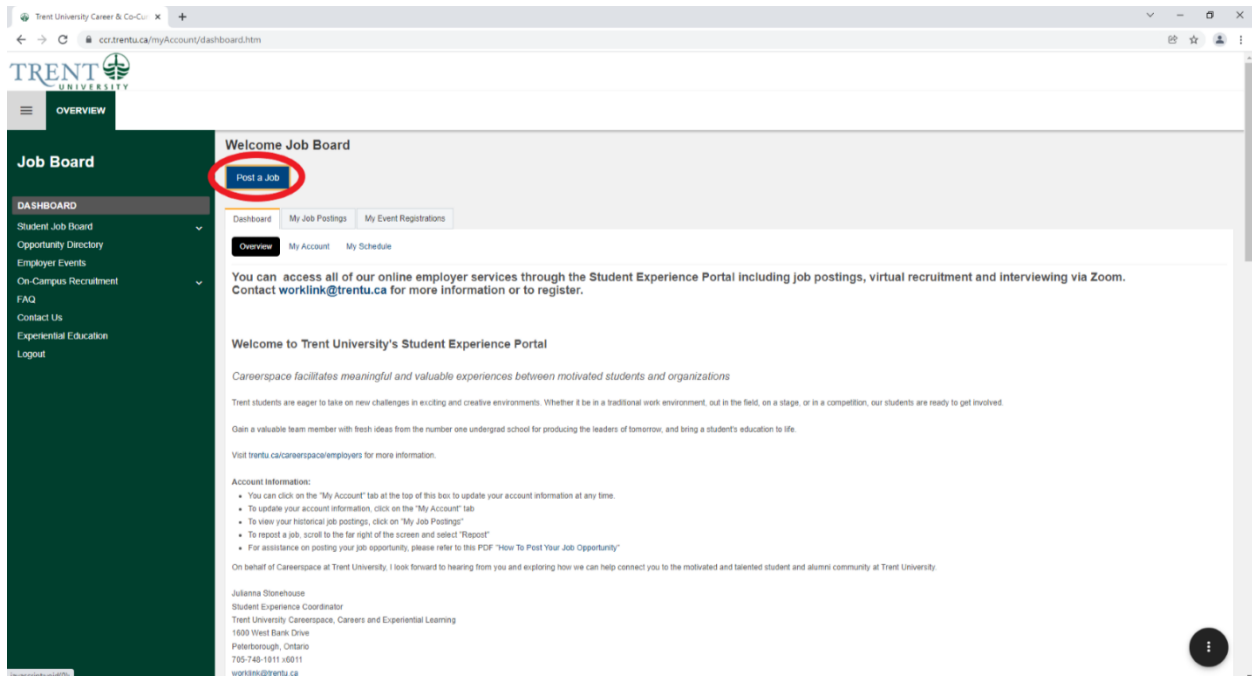 Trent University Career & Co-Cur
ccr.trentu.ca/myAccount/dashboard.htm
TRENT
UNIVERSITY
OVERVIEW
Job Board
DASHBOARD
Student Job Board
Opportunity Directory
Employer Events
On-Campus Recruitment
FAQ
Contact Us
Experiential Education
Logout
Welcome Job Board
Post a Job
Dashboard My Job Postings My Event Registrations
Overview My Account My Schedule
You can access all of our online employer services through the Student Experience Portal including job postings, virtual recruitment and interviewing via Zoom.
Contact worklink@trentu.ca for more information or to register.
Welcome to Trent University's Student Experience Portal
Careerspace facilitates meaningful and valuable experiences between motivated students and organizations
Trent students are eager to take on new challenges in exciting and creative environments. Whether it be in a traditional work environment, out in the field, on a stage, or in a competition, our students are ready to get involved.
Gain a valuable team member with fresh ideas from the number one undergrad school for producing the leaders of tomorrow, and bring a student's education to life.
Visit trentu.ca/careerspace/employers for more information.
Account Information:
• You can click on the "My Account" tab at the top of this box to update your account information at any time.
• To update your account information, click on the "My Account" tab
• To view your historical job postings, click on "My Job Postings"
• To repost a job, scroll to the far right of the screen and select "Repost"
• For assistance on posting your job opportunity, please refer to this PDF "How To Post Your Job Opportunity"
On behalf of Careerspace at Trent University, I look forward to hearing from you and exploring how we can help connect you to the motivated and talented student and alumni community at Trent University.
Julianna Stonehouse
Student Experience Coordinator
Trent University Careerspace, Careers and Experiential Learning
1600 West Bank Drive
Peterborough, Ontario
705-748-1011 x6011
worklink@trentu.ca